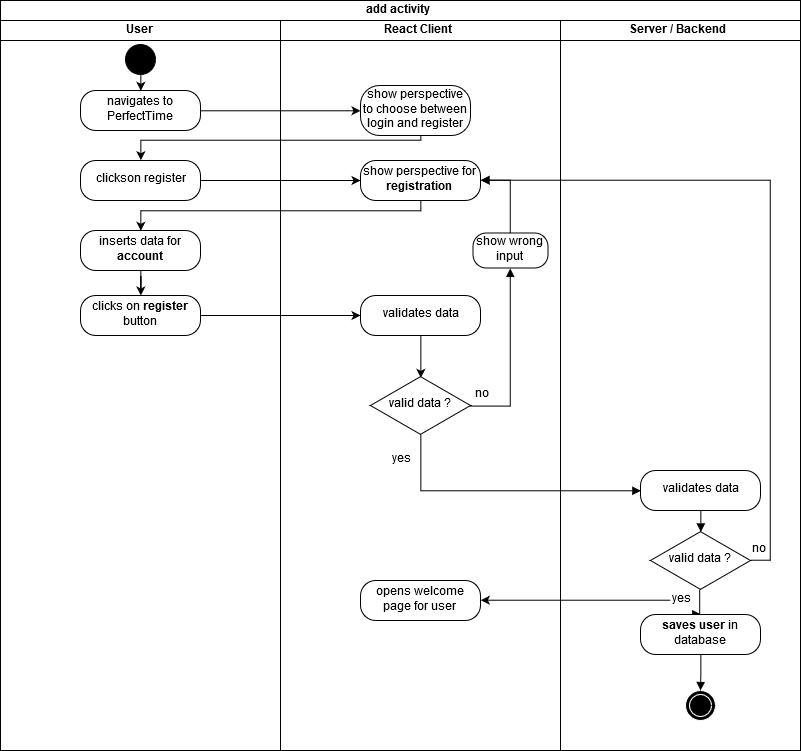 add activity
User
React Client
Server / Backend
navigates to
PerfectTime
show perspective
to choose between
login and register
clickson register
show perspective for
registration
inserts data for
account
show wrong
input
clicks on register
button
validates data
valid data ?
no
yes
validates data
valid data ?
no
yes
opens welcome
page for user
saves user in
database